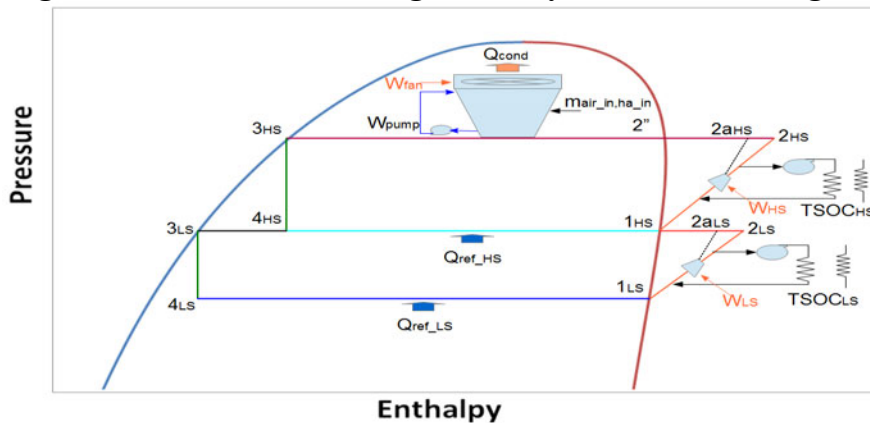 Qcond
Wfan
mair_in,ha_in
Wpump
3HS
2”
2aHS
2HS
WHS
TSOCHS
3LS
4HS
1HS
2aLS
2LS
Qref_HS
WLS
TSOCLS
1LS
4LS
Qref_LS
Pressure
Enthalpy